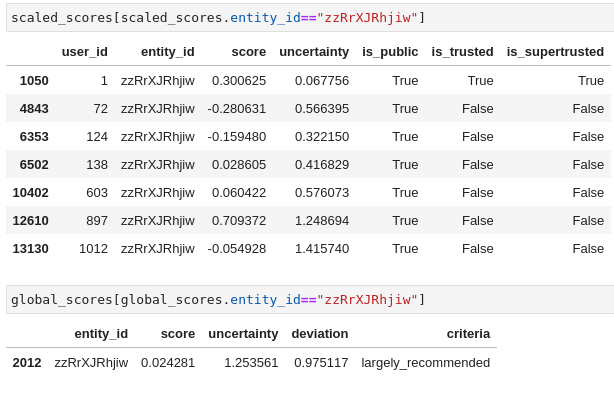 scaled_scores[scaled_scores.entity_id=="zzRrXJRhjiw"]
user_id entity_id score uncertainty is_public is_trusted is_supertrusted
1050 1 zzRrXJRhjiw 0.300625 0.067756 True True True
4843 72 zzRrXJRhjiw -0.280631 0.566395 True False False
6353 124 zzRrXJRhjiw -0.159480 0.322150 True False False
6502 138 zzRrXJRhjiw 0.028605 0.416829 True False False
10402 603 zzRrXJRhjiw 0.060422 0.576073 True False False
12610 897 zzRrXJRhjiw 0.709372 1.248694 True False False
13130 1012 zzRrXJRhjiw -0.054928 1.415740 True False False
global_scores[global_scores.entity_id=="zzRrXJRhjiw"]
entity_id score uncertainty deviation criteria
2012 zzRrXJRhjiw 0.024281 1.253561 0.975117 largely_recommended